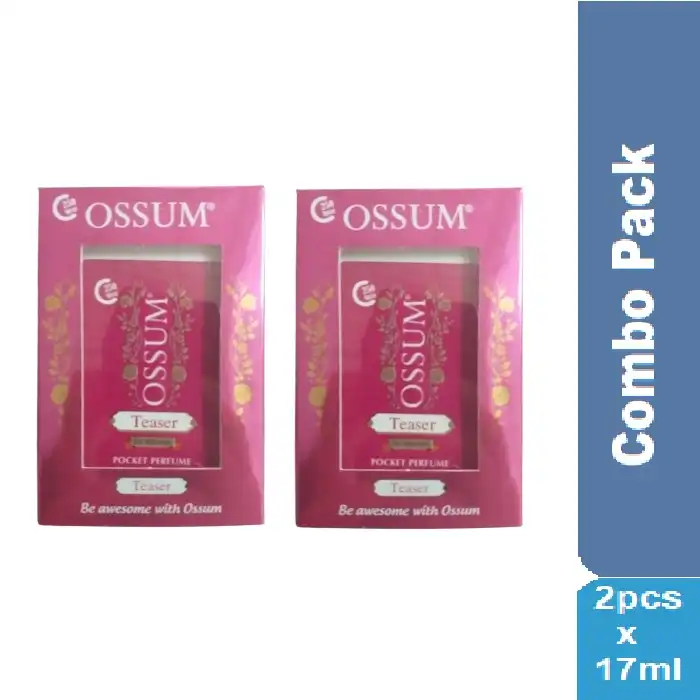 OSSUM®
OSSUM®
Teaser
POCKET PERFUME
Teaser
Be awesome with Ossum
OSSUM®
OSSUM®
Teaser
POCKET PERFUME
Teaser
Be awesome with Ossum
Combo Pack
2pcs
x
17ml